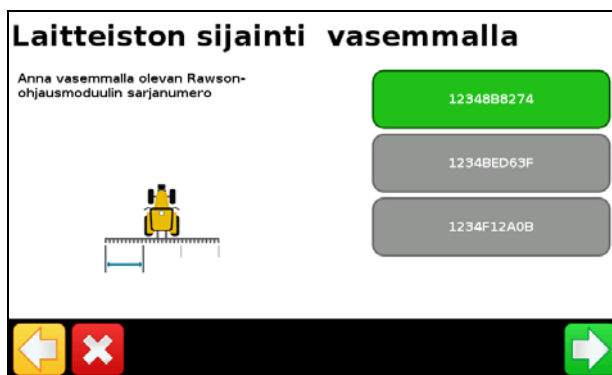 Laitteiston sijainti vasemmalla
Anna vasemmalla olevan Rawson-
ohjausmoduulin sarjanumero
12348B8274
1234BED63F
1234F12A0B